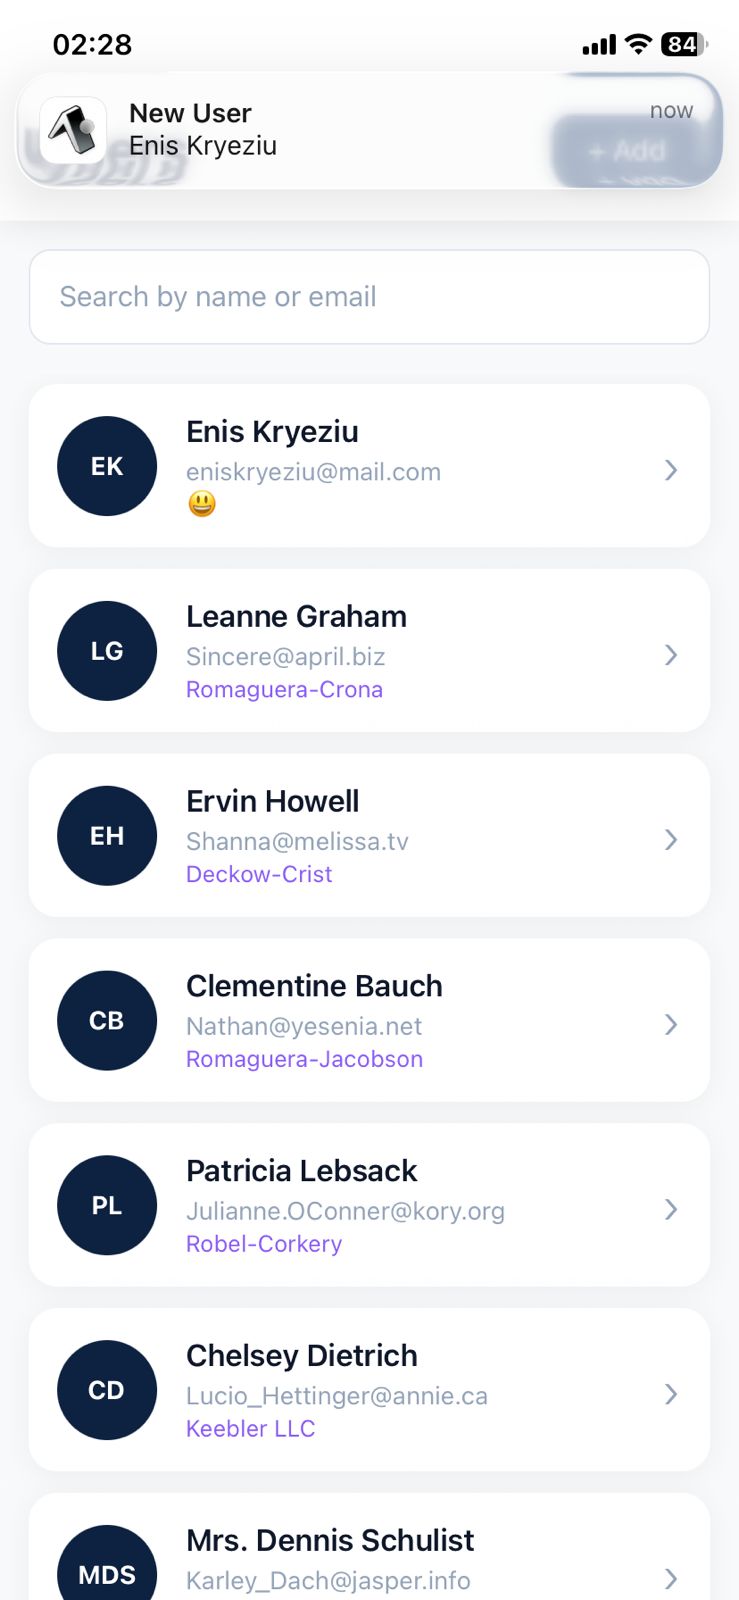 02:28
84
New User
now
Enis Kryeziu
+ Add
Search by name or email
EK
Enis Kryeziu
eniskryeziu@mail.com
😃
LG
Leanne Graham
Sincere@april.biz
Romaguera-Crona
EH
Ervin Howell
Shanna@melissa.tv
Deckow-Crist
CB
Clementine Bauch
Nathan@yesenia.net
Romaguera-Jacobson
PL
Patricia Lebsack
Julianne.OConner@kory.org
Robel-Corkery
CD
Chelsey Dietrich
Lucio_Hettinger@annie.ca
Keebler LLC
MDS
Mrs. Dennis Schulist
Karley_Dach@jasper.info